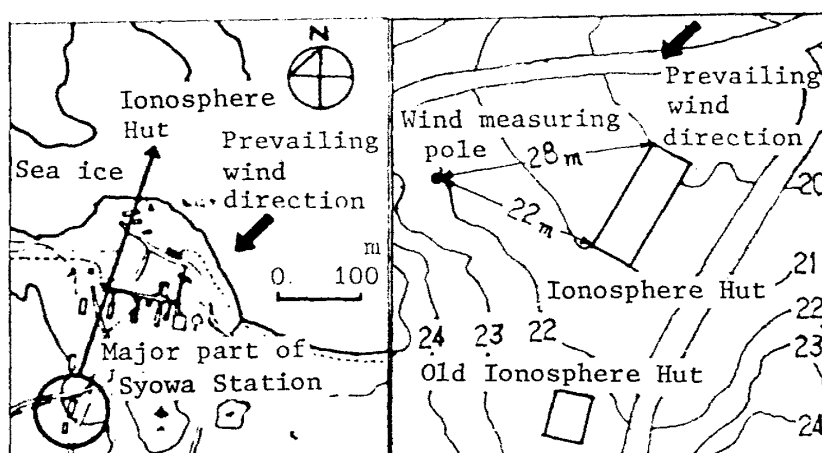 N
Ionosphere
Hut
Prevailing
wind
direction
Sea ice
m
0. 100
Major part of
Syowa Station
Prevailing
wind
direction
Wind measuring
pole
28 m
22 m
20
Ionosphere Hut
21
22
23
24
24 23 22
Old Ionosphere Hut